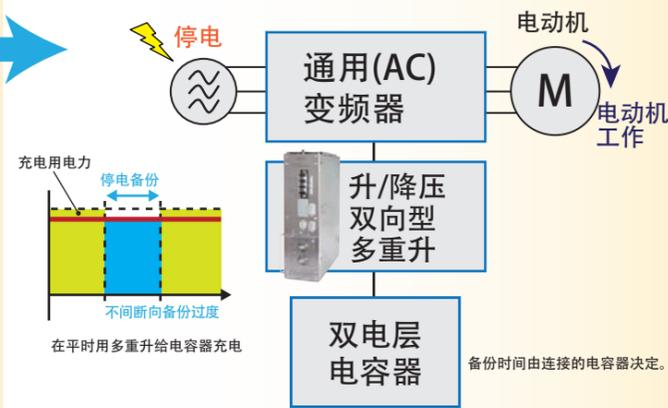 停电
电动机
通用(AC)
变频器
M
电动机
工作
充电用电力
停电备份
升/降压
双向型
多重升
不间断向备份过度
在平时用多重升给电容器充电
双电层
电容器
备份时间由连接的电容器决定。